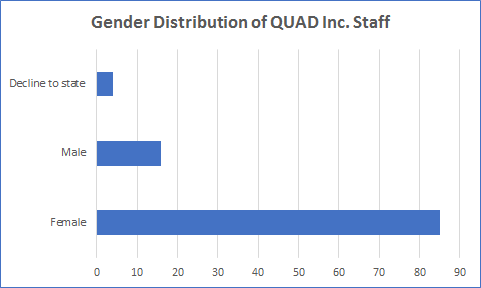 Gender Distribution of QUAD Inc. Staff
Decline to state
Male
Female
0 10 20 30 40 50 60 70 80 90